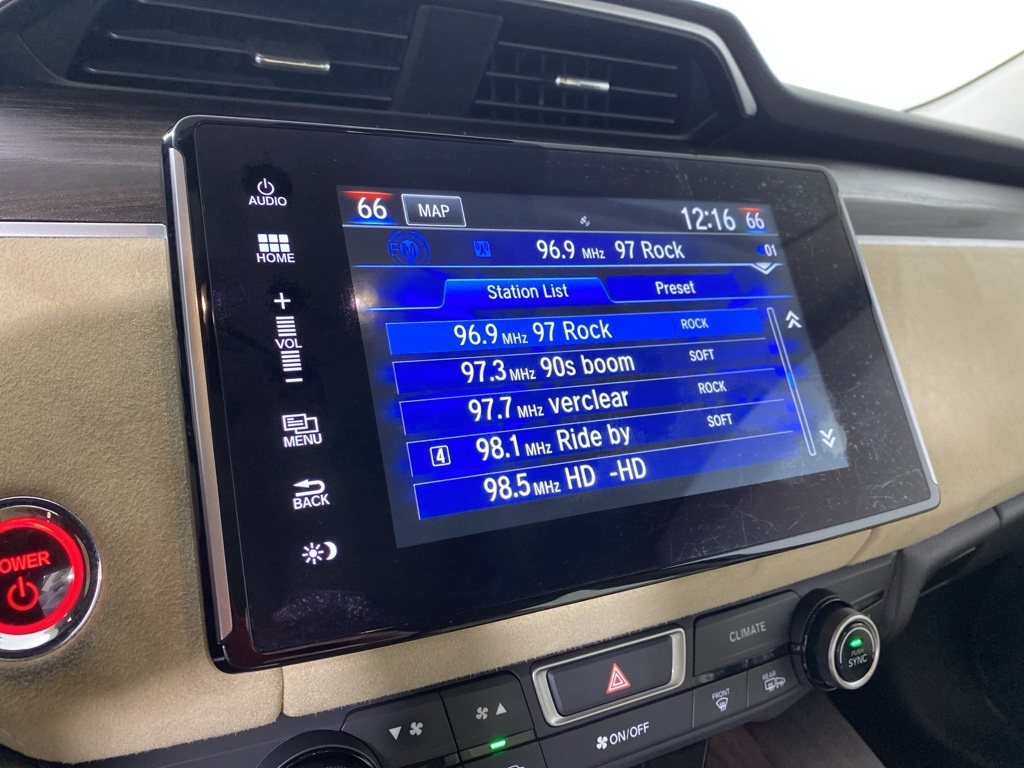 AUDIO
HOME
+
VOL
−
MENU
BACK
66 MAP 12:16 66
FM 96.9 MHz 97 Rock 01
Station List Preset
96.9 MHz 97 Rock ROCK
97.3 MHz 90s boom SOFT
97.7 MHz verclear ROCK
4 98.1 MHz Ride by SOFT
98.5 MHz HD -HD
OWER
CLIMATE
PUSH
SYNC
FRONT
REAR
ON/OFF